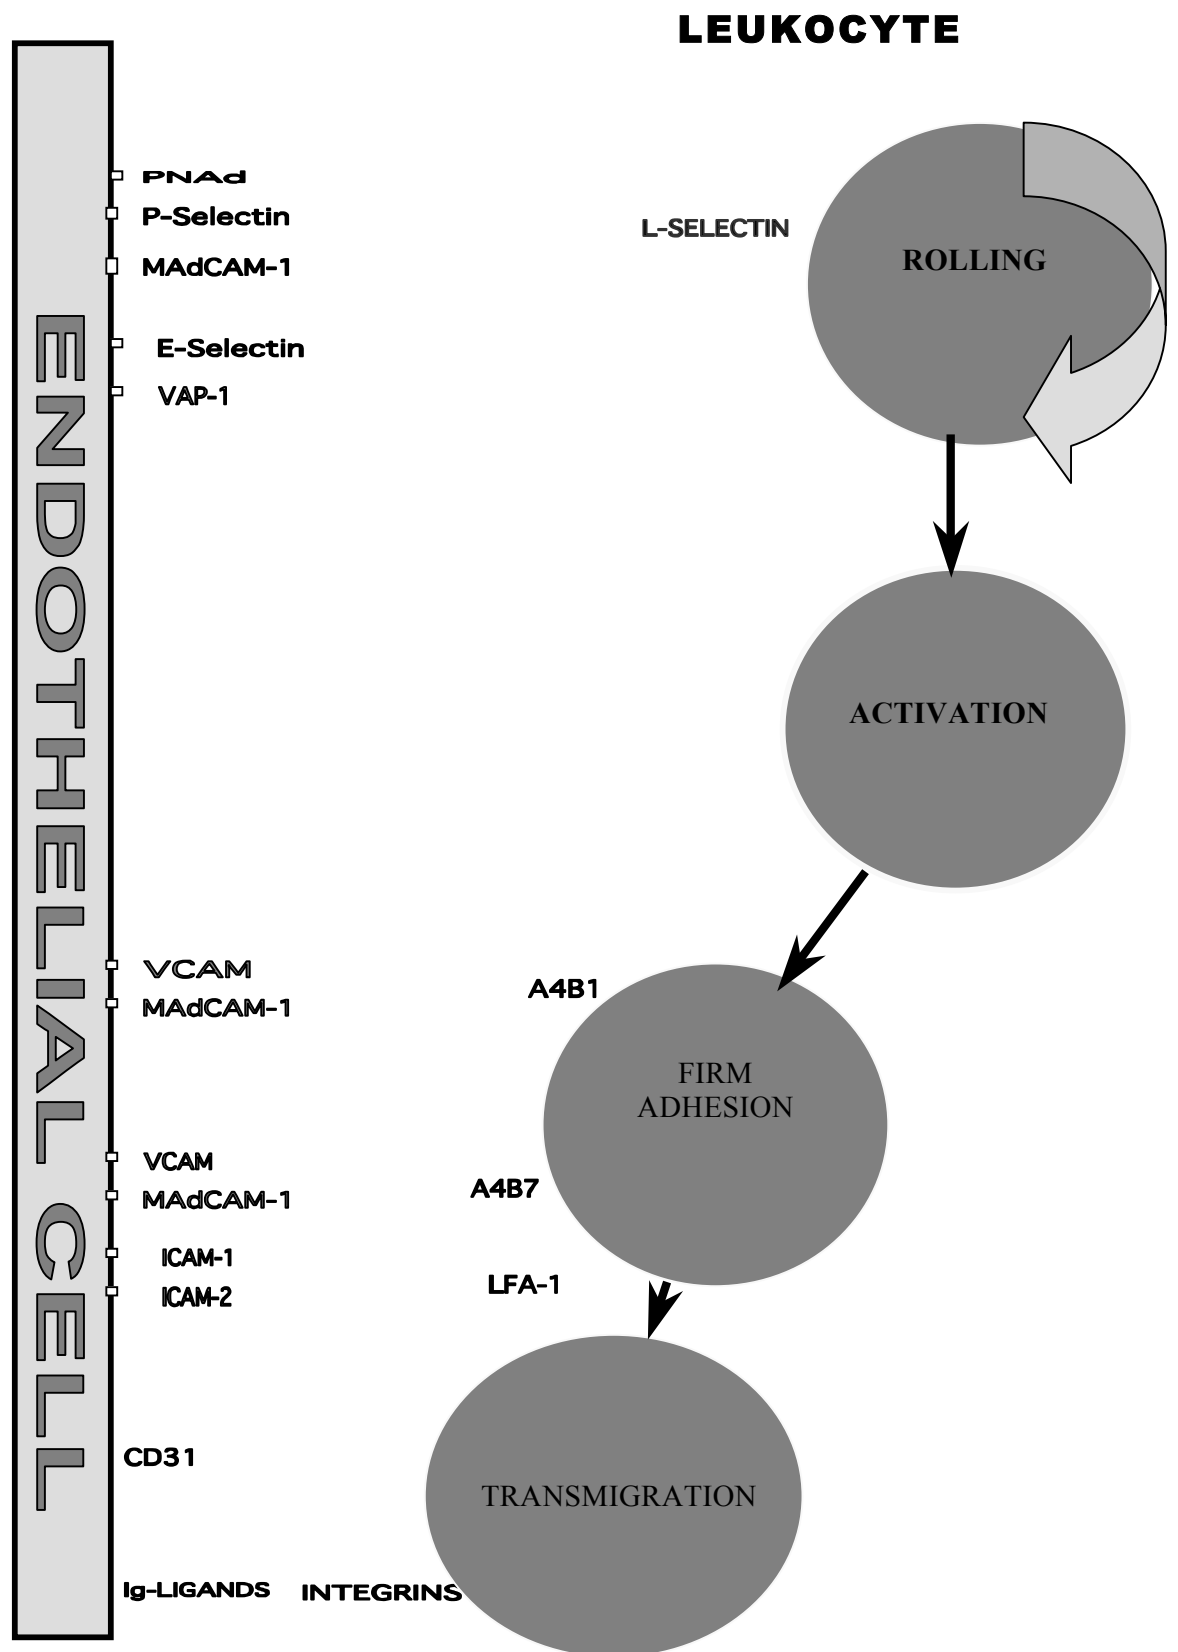 LEUKOCYTE
PNAd
P-Selectin
L-SELECTIN
ROLLING
MAdCAM-1
E-Selectin
VAP-1
ENDOTHELIAL CELL
ACTIVATION
VCAM
A4B1
MAdCAM-1
FIRM
ADHESION
VCAM
A4B7
MAdCAM-1
ICAM-1
LFA-1
ICAM-2
CD31
TRANSMIGRATION
Ig-LIGANDS
INTEGRINS